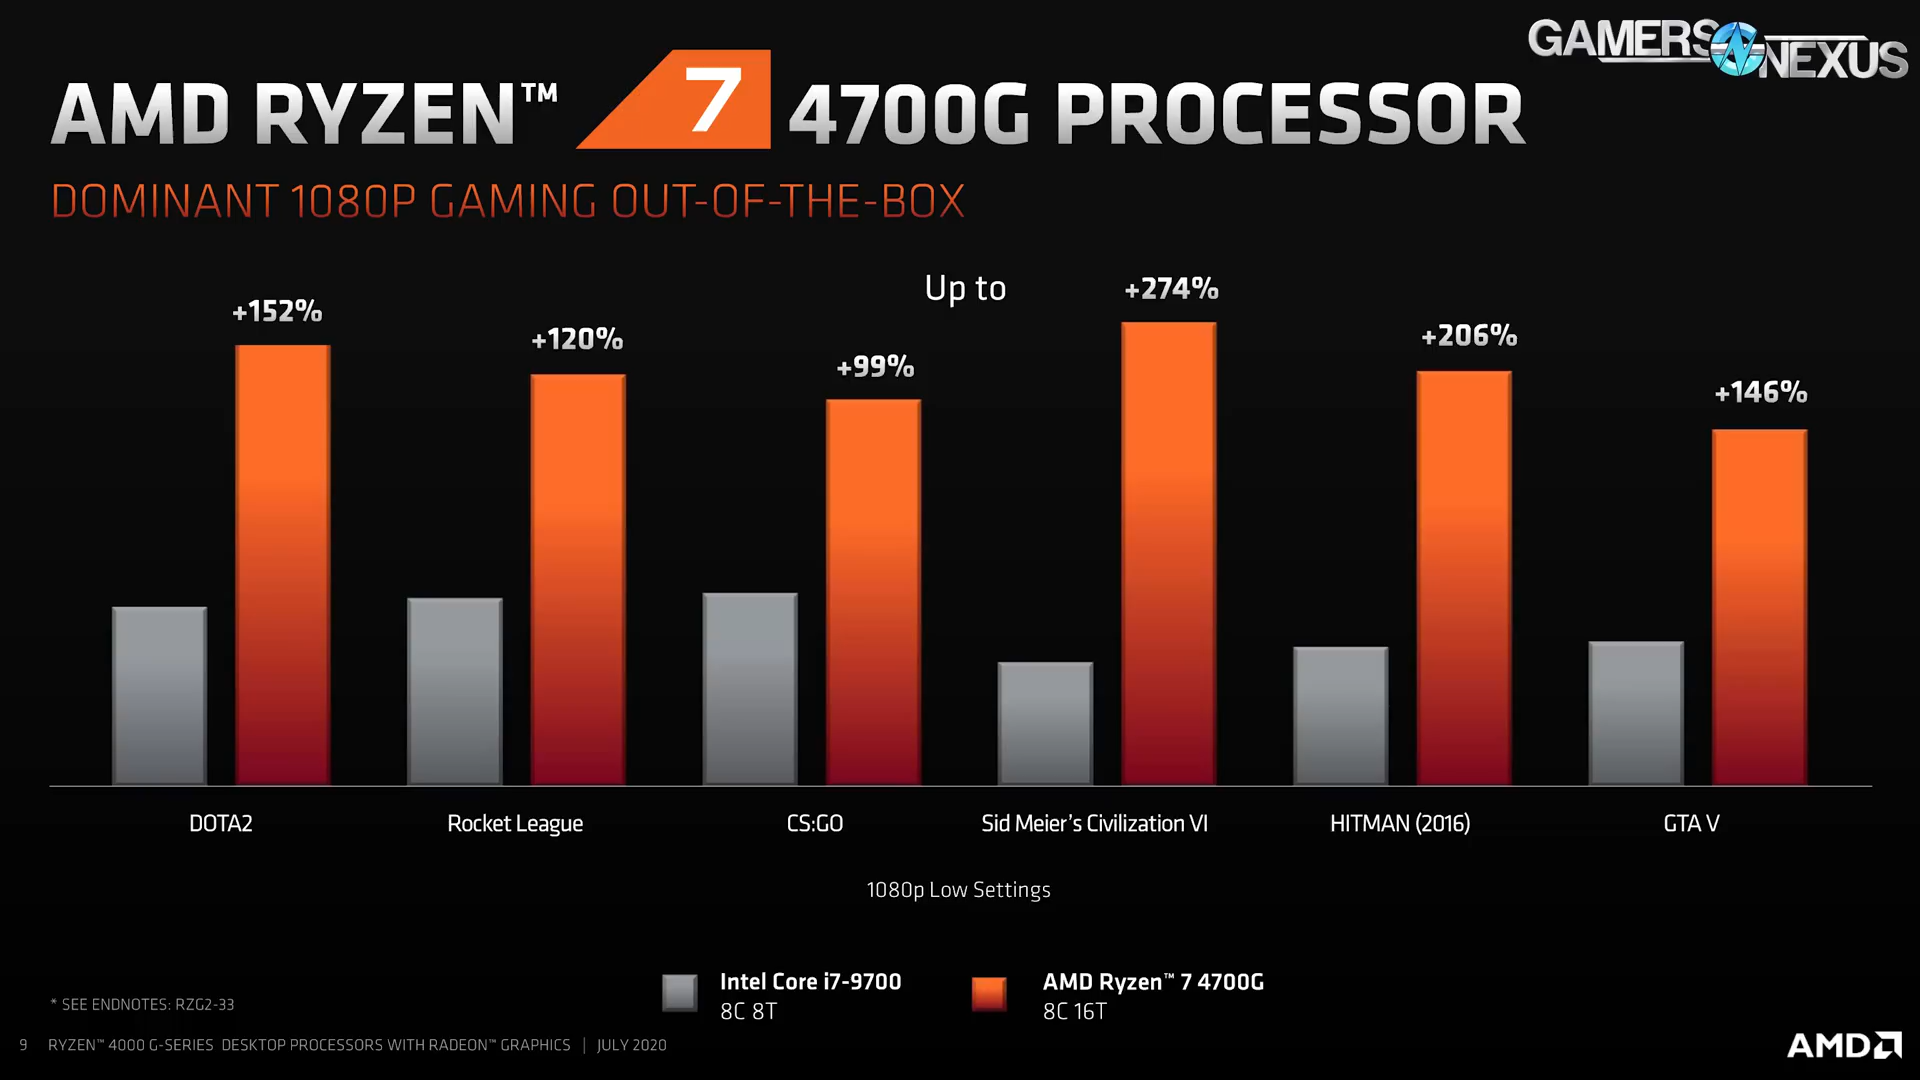 GAMERS NEXUS
AMD RYZEN™ 7 4700G PROCESSOR
DOMINANT 1080P GAMING OUT-OF-THE-BOX
Up to
+152%
+120%
+99%
+274%
+206%
+146%
DOTA2
Rocket League
CS:GO
Sid Meier's Civilization VI
HITMAN (2016)
GTA V
1080p Low Settings
Intel Core i7-9700
8C 8T
AMD Ryzen™ 7 4700G
8C 16T
* SEE ENDNOTES: RZG2-33
9 RYZEN™ 4000 G-SERIES DESKTOP PROCESSORS WITH RADEON™ GRAPHICS | JULY 2020
AMD